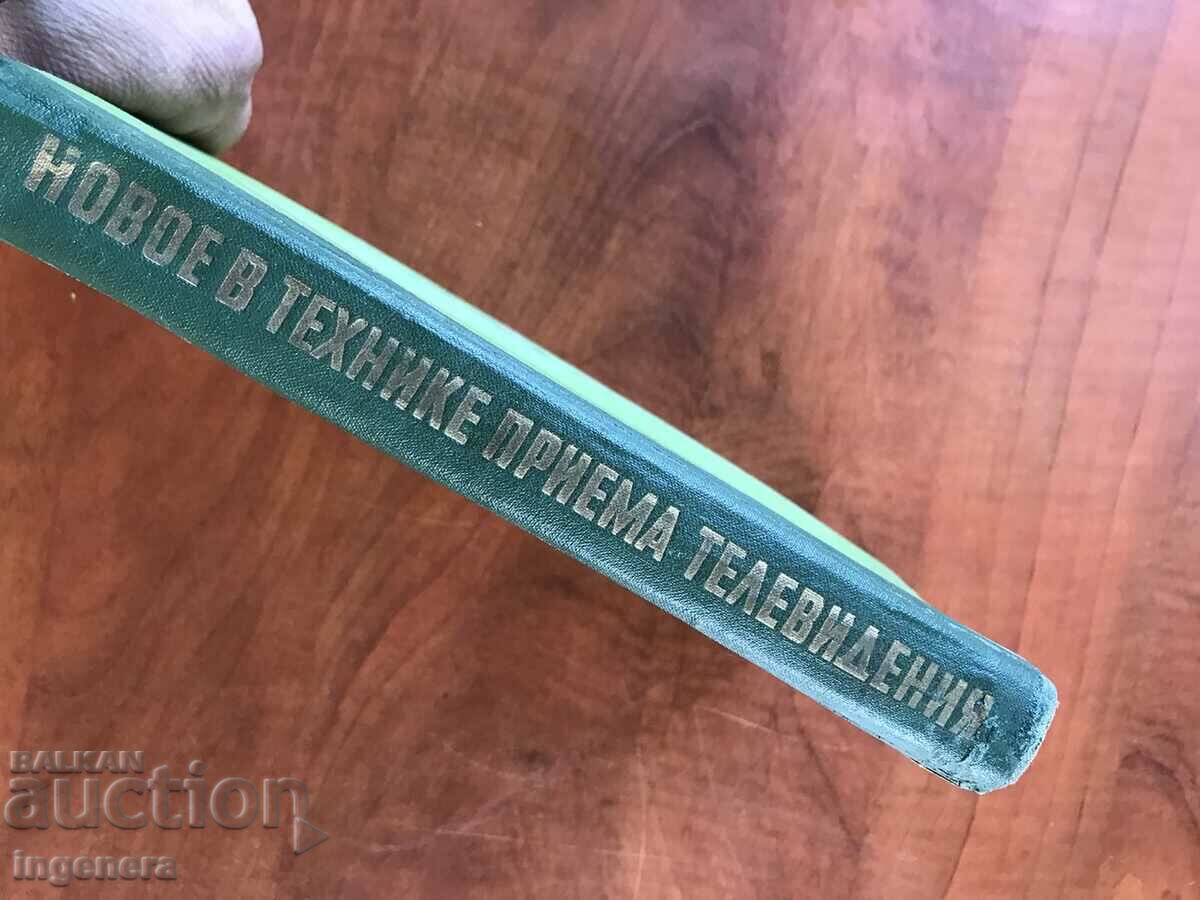 НОВОЕ В ТЕХНИКЕ ПРИЕМА ТЕЛЕВИДЕНИЯ
BALKAN
auction
ingenera